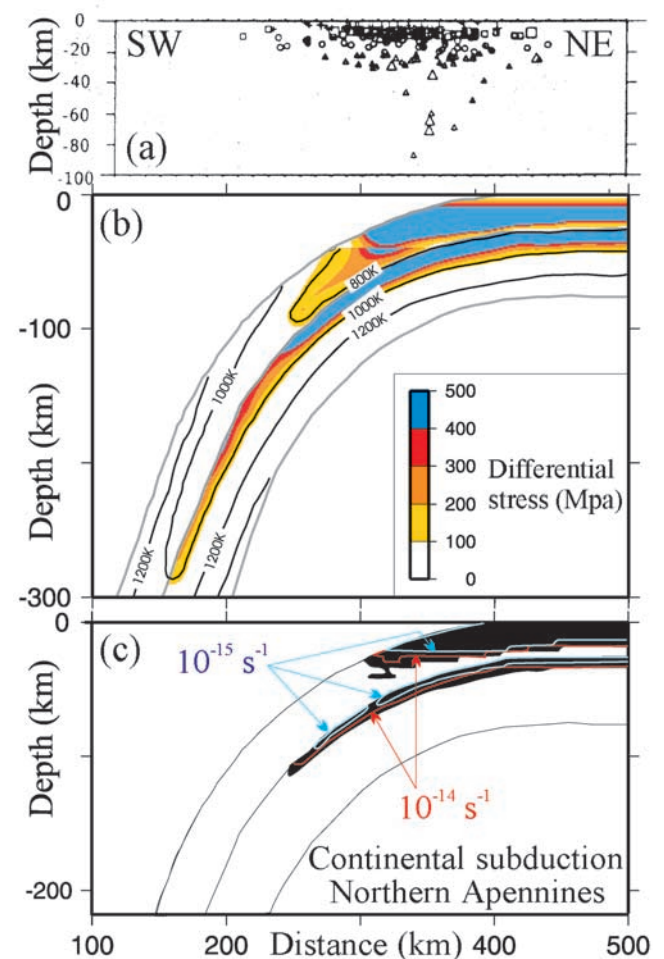 0
SW
NE
-20
-40
-60
-80
-100
Depth (km)
(a)
0
(b)
800K
1000K
1200K
-100
1000K
1200K
1200K
-300
Depth (km)
500
400
300
200
100
0
Differential
stress (Mpa)
0
(c)
10⁻¹⁵ s⁻¹
-100
10⁻¹⁴ s⁻¹
Depth (km)
Continental subduction
Northern Apennines
-200
100
200
Distance (km)
400
500